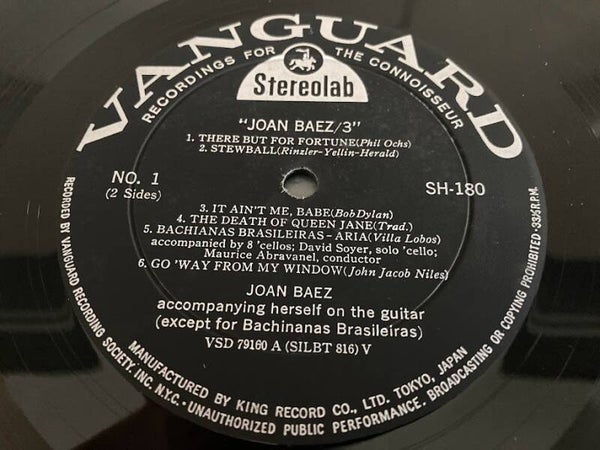 VANGUARD
RECORDINGS FOR THE CONNOISSEUR
Stereolab
"JOAN BAEZ/3"
1. THERE BUT FOR FORTUNE(Phil Ochs)
2. STEWBALL(Rinzler-Yellin-Herald)
NO. 1
(2 Sides)
SH-180
3. IT AIN'T ME, BABE(Bob Dylan)
4. THE DEATH OF QUEEN JANE(Trad.)
5. BACHIANAS BRASILEIRAS - ARIA(Villa Lobos)
accompanied by 8 'cellos; David Soyer, solo 'cello;
Maurice Abravanel, conductor
6. GO 'WAY FROM MY WINDOW(John Jacob Niles)
JOAN BAEZ
accompanying herself on the guitar
(except for Bachinanas Brasileiras)
VSD 79160 A (SILBT 816) V
MANUFACTURED BY KING RECORD CO., LTD. TOKYO, JAPAN
RECORDED BY VANGUARD RECORDING SOCIETY, INC. N.Y.C. · UNAUTHORIZED PUBLIC PERFORMANCE, BROADCASTING OR COPYING PROHIBITED · 33⅓ R.P.M.